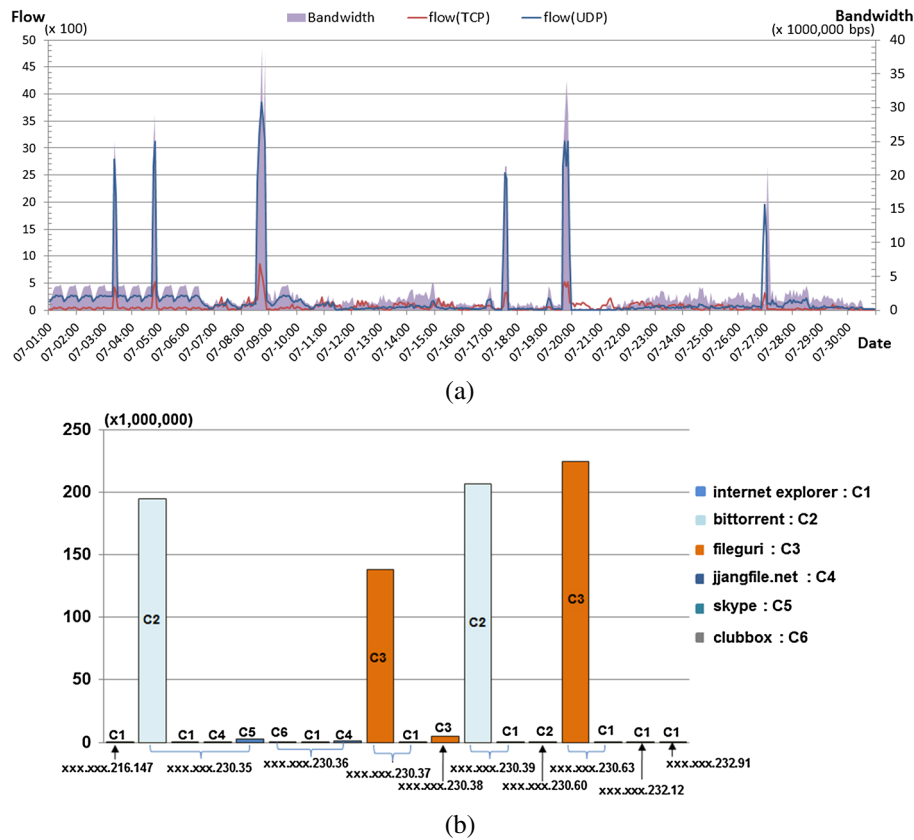 Flow
(x 100)
Bandwidth
flow(TCP)
flow(UDP)
Bandwidth
(x 1000,000 bps)
50
45
40
35
30
25
20
15
10
5
0
40
35
30
25
20
15
10
5
0
07-01:00
07-02:00
07-03:00
07-04:00
07-05:00
07-06:00
07-07:00
07-08:00
07-09:00
07-10:00
07-11:00
07-12:00
07-13:00
07-14:00
07-15:00
07-16:00
07-17:00
07-18:00
07-19:00
07-20:00
07-21:00
07-22:00
07-23:00
07-24:00
07-25:00
07-26:00
07-27:00
07-28:00
07-29:00
07-30:00
Date
(a)
(x1,000,000)
250
200
150
100
50
0
C1
C2
C1
C4
C5
C6
C1
C4
C3
C1
C3
C2
C1
C2
C3
C1
C1
C1
xxx.xxx.216.147
xxx.xxx.230.35
xxx.xxx.230.36
xxx.xxx.230.37
xxx.xxx.230.38
xxx.xxx.230.39
xxx.xxx.230.60
xxx.xxx.230.63
xxx.xxx.232.12
xxx.xxx.232.91
internet explorer : C1
bittorrent : C2
fileguri : C3
jjangfile.net : C4
skype : C5
clubbox : C6
(b)